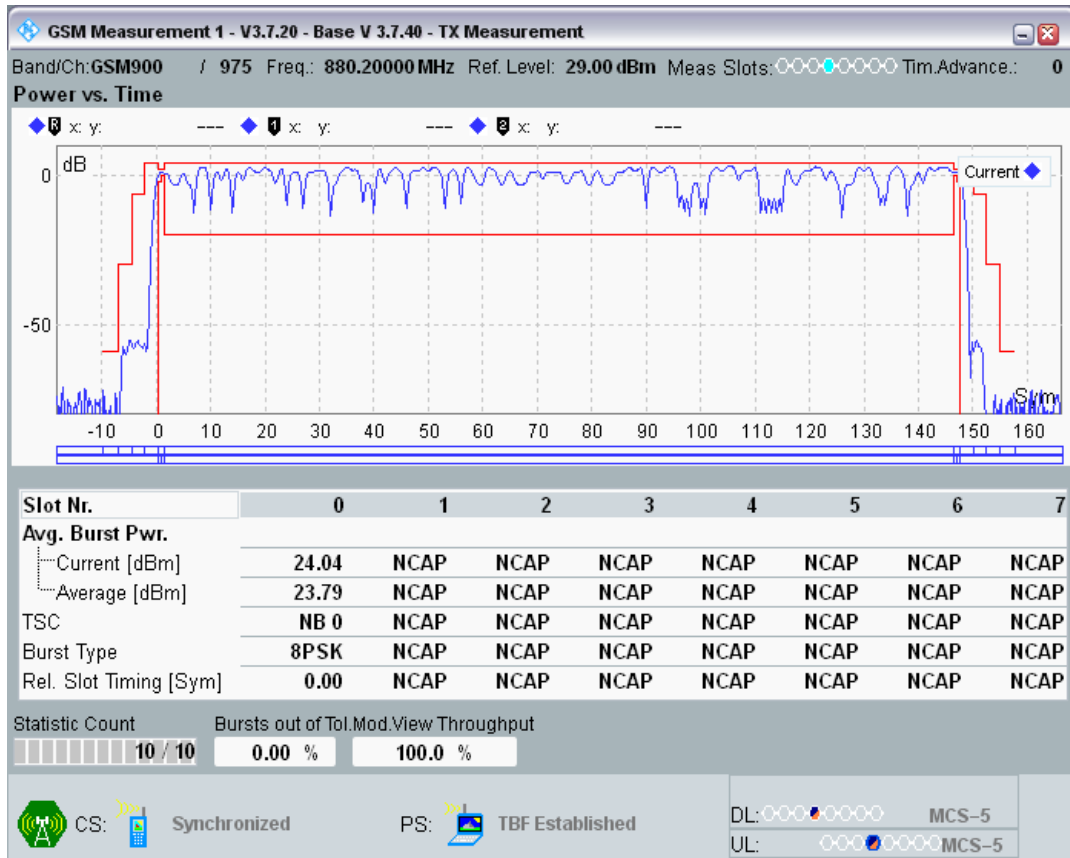 GSM Measurement 1 - V3.7.20 - Base V 3.7.40 - TX Measurement
Band/Ch:GSM900 / 975 Freq.: 880.20000 MHz Ref. Level: 29.00 dBm Meas Slots: Tim.Advance.: 0
Power vs. Time
R x: y: --- 1 x: y: --- 2 x: y: ---
dB
Current
0
-50
Sym
-10 0 10 20 30 40 50 60 70 80 90 100 110 120 130 140 150 160
Slot Nr. 0 1 2 3 4 5 6 7
Avg. Burst Pwr.
Current [dBm] 24.04 NCAP NCAP NCAP NCAP NCAP NCAP NCAP
Average [dBm] 23.79 NCAP NCAP NCAP NCAP NCAP NCAP NCAP
TSC NB 0 NCAP NCAP NCAP NCAP NCAP NCAP NCAP
Burst Type 8PSK NCAP NCAP NCAP NCAP NCAP NCAP NCAP
Rel. Slot Timing [Sym] 0.00 NCAP NCAP NCAP NCAP NCAP NCAP NCAP
Statistic Count Bursts out of Tol. Mod.View Throughput
10 / 10 0.00 % 100.0 %
CS: Synchronized PS: TBF Established DL: MCS-5
UL: MCS-5